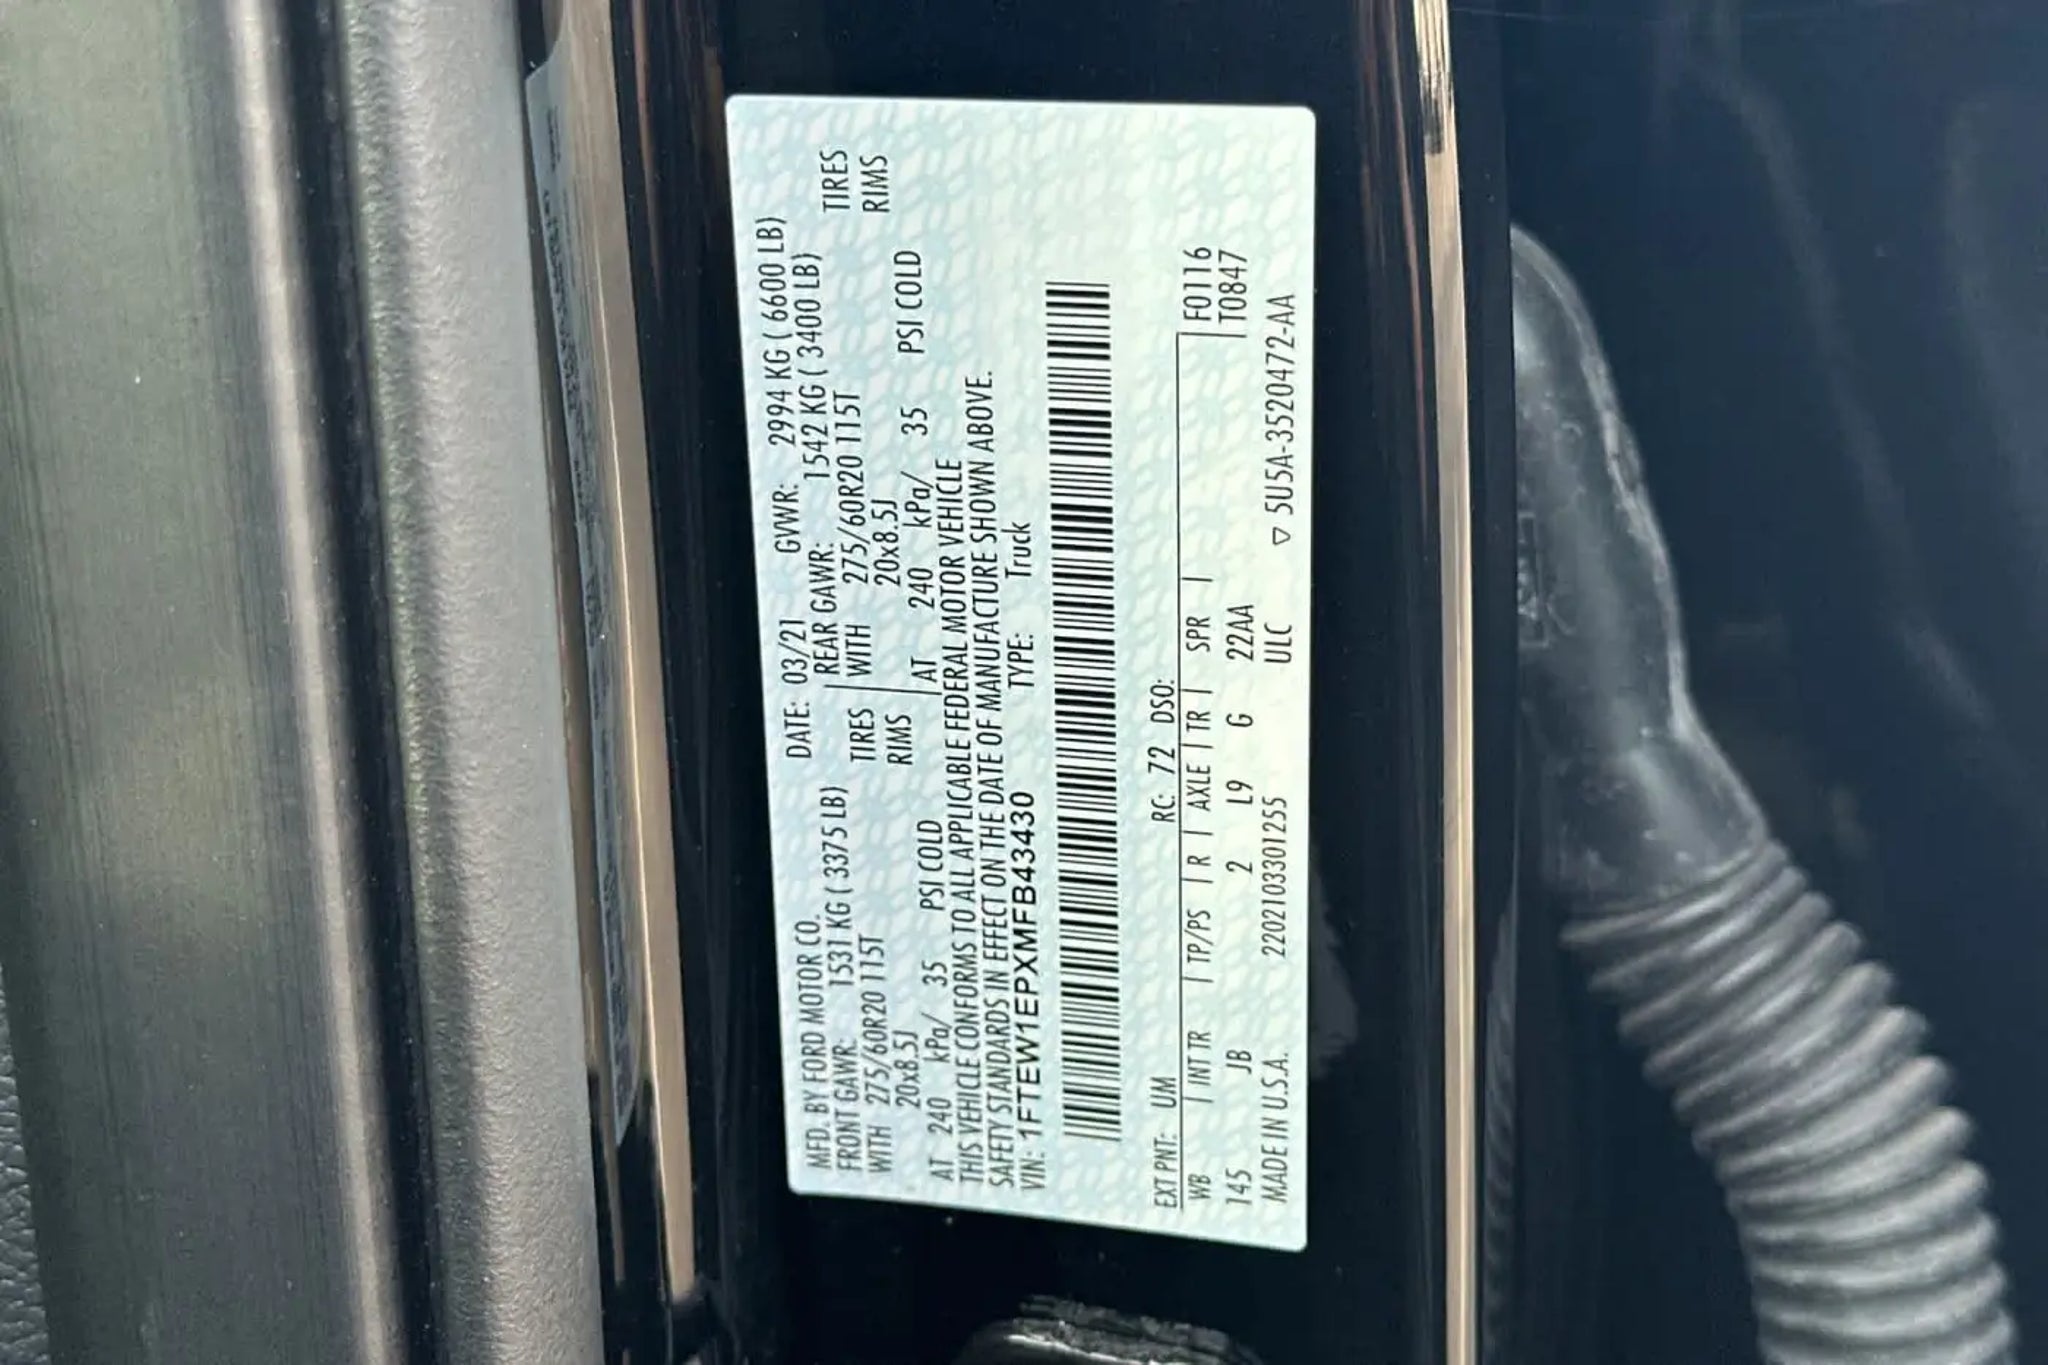 MFD. BY FORD MOTOR CO. DATE: 03/21 GVWR: 2994 KG ( 6600 LB)
FRONT GAWR: 1531 KG ( 3375 LB) REAR GAWR: 1542 KG ( 3400 LB)
WITH 275/60R20 115T TIRES WITH 275/60R20 115T TIRES
20x8.5J RIMS 20x8.5J RIMS
AT 240 kPa/ 35 PSI COLD AT 240 kPa/ 35 PSI COLD
THIS VEHICLE CONFORMS TO ALL APPLICABLE FEDERAL MOTOR VEHICLE
SAFETY STANDARDS IN EFFECT ON THE DATE OF MANUFACTURE SHOWN ABOVE.
VIN: 1FTEW1EPXMFB43430 TYPE: Truck
EXT PNT: UM RC: 72 DSO: F0116
WB | INT TR | TP/PS | R | AXLE | TR | SPR | T0847
145 JB 2 L9 G 22AA
MADE IN U.S.A. 2202103301255 ULC ▽ 5U5A-3520472-AA